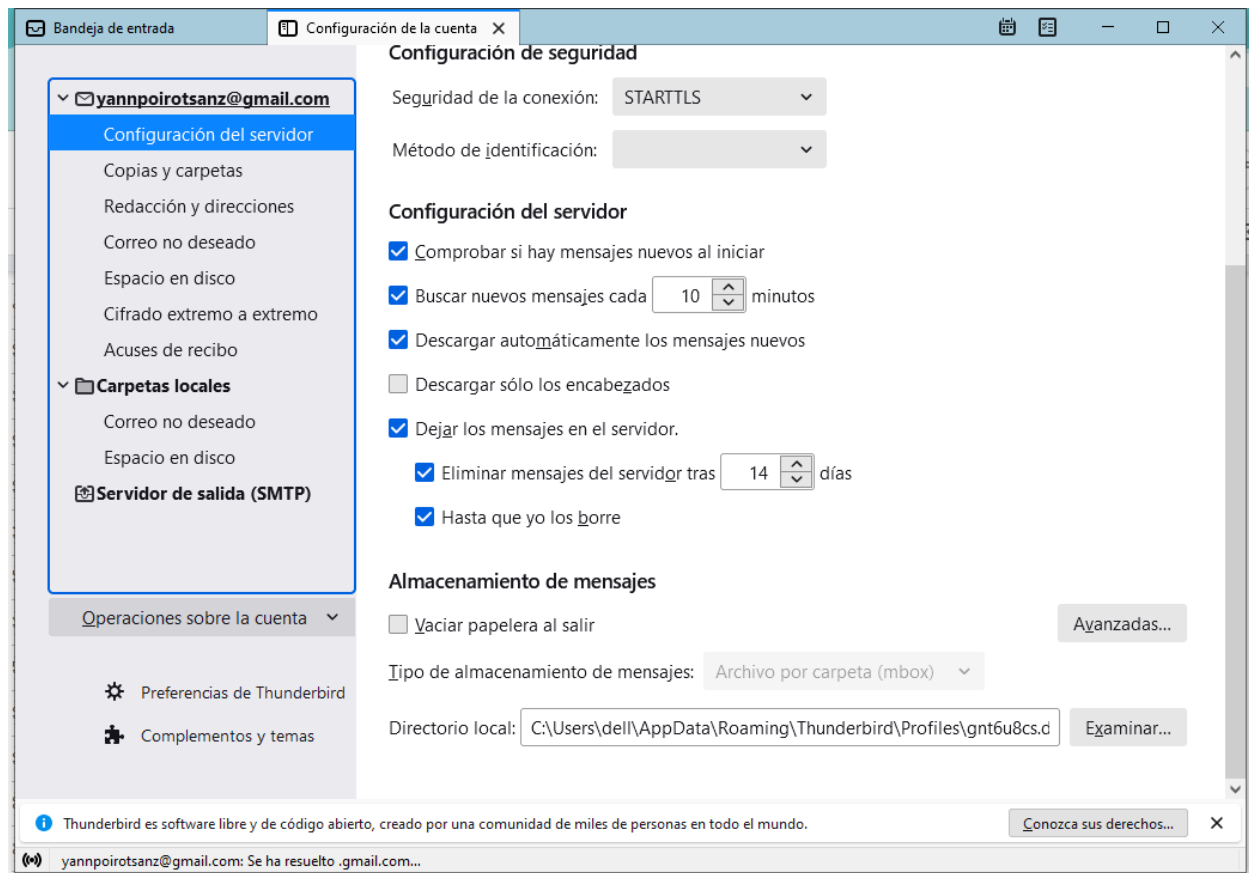 Bandeja de entrada
Configuración de la cuenta
Configuración de seguridad
yannpoirotsanz@gmail.com
Seguridad de la conexión: STARTTLS
Configuración del servidor
Método de identificación:
Copias y carpetas
Redacción y direcciones
Configuración del servidor
Correo no deseado
Comprobar si hay mensajes nuevos al iniciar
Espacio en disco
Buscar nuevos mensajes cada 10 minutos
Cifrado extremo a extremo
Descargar automáticamente los mensajes nuevos
Acuses de recibo
Carpetas locales
Descargar sólo los encabezados
Correo no deseado
Dejar los mensajes en el servidor.
Espacio en disco
Eliminar mensajes del servidor tras 14 días
Servidor de salida (SMTP)
Hasta que yo los borre
Almacenamiento de mensajes
Operaciones sobre la cuenta
Vaciar papelera al salir
Avanzadas...
Tipo de almacenamiento de mensajes: Archivo por carpeta (mbox)
Preferencias de Thunderbird
Directorio local: C:\Users\dell\AppData\Roaming\Thunderbird\Profiles\gnt6u8cs.d
Examinar...
Complementos y temas
Thunderbird es software libre y de código abierto, creado por una comunidad de miles de personas en todo el mundo.
Conozca sus derechos...
yannpoirotsanz@gmail.com: Se ha resuelto .gmail.com...